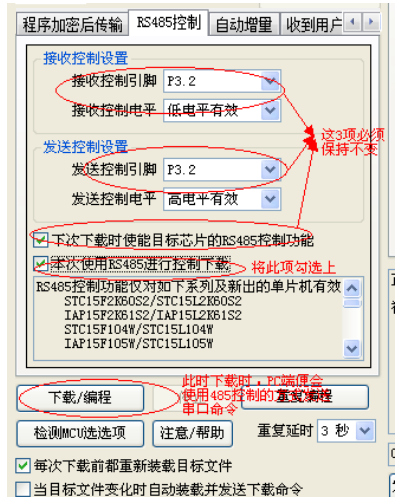 程序加密后传输 RS485控制 自动增量 收到用户
接收控制设置
接收控制引脚 P3.2
接收控制电平 低电平有效
这3项必须
保持不变
发送控制设置
发送控制引脚 P3.2
发送控制电平 高电平有效
下次下载时使能目标芯片的RS485控制功能
本次使用RS485进行控制下载 将此项勾选上
RS485控制功能仅对如下系列及新出的单片机有效
STC15F2K60S2/STC15L2K60S2
IAP15F2K61S2/IAP15L2K61S2
STC15F104W/STC15L104W
IAP15F105W/STC15L105W
此时下载时，PC端便会
下载/编程 使用485控制的 重复编程
串口命令
检测MCU选选项 注意/帮助 重复延时 3 秒
每次下载前都重新装载目标文件
当目标文件变化时自动装载并发送下载命令